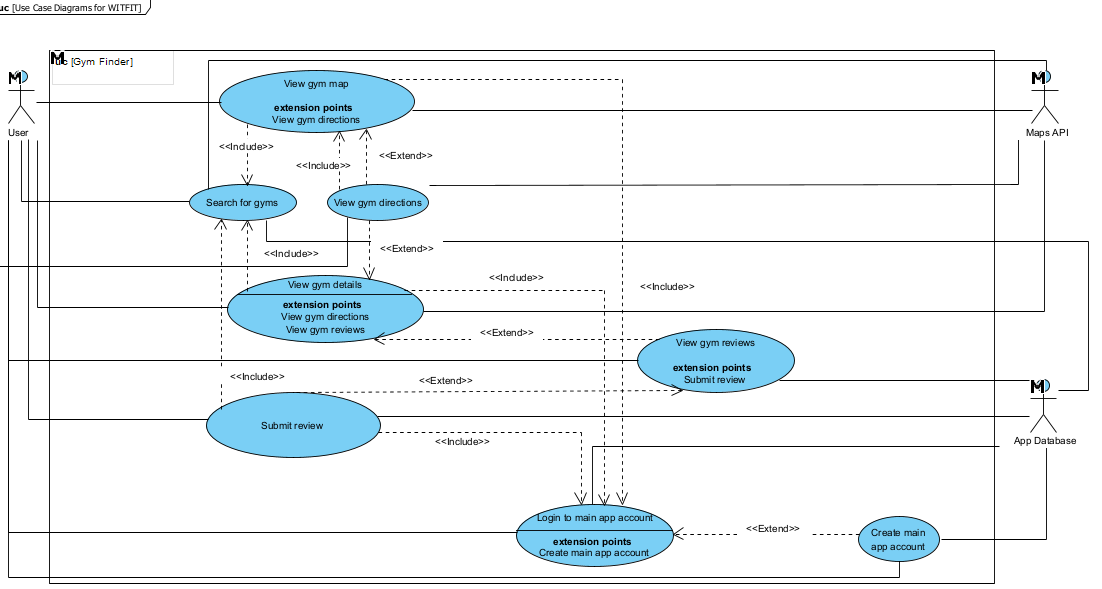 uc [Use Case Diagrams for WITFIT]
uc [Gym Finder]
View gym map
extension points
View gym directions
User
Maps API
<<Include>>
<<Extend>>
<<Include>>
Search for gyms
View gym directions
<<Include>>
<<Extend>>
View gym details
extension points
View gym directions
View gym reviews
<<Include>>
<<Include>>
<<Extend>>
View gym reviews
extension points
Submit review
<<Include>>
<<Extend>>
Submit review
<<Include>>
App Database
Login to main app account
extension points
Create main app account
<<Extend>>
Create main
app account